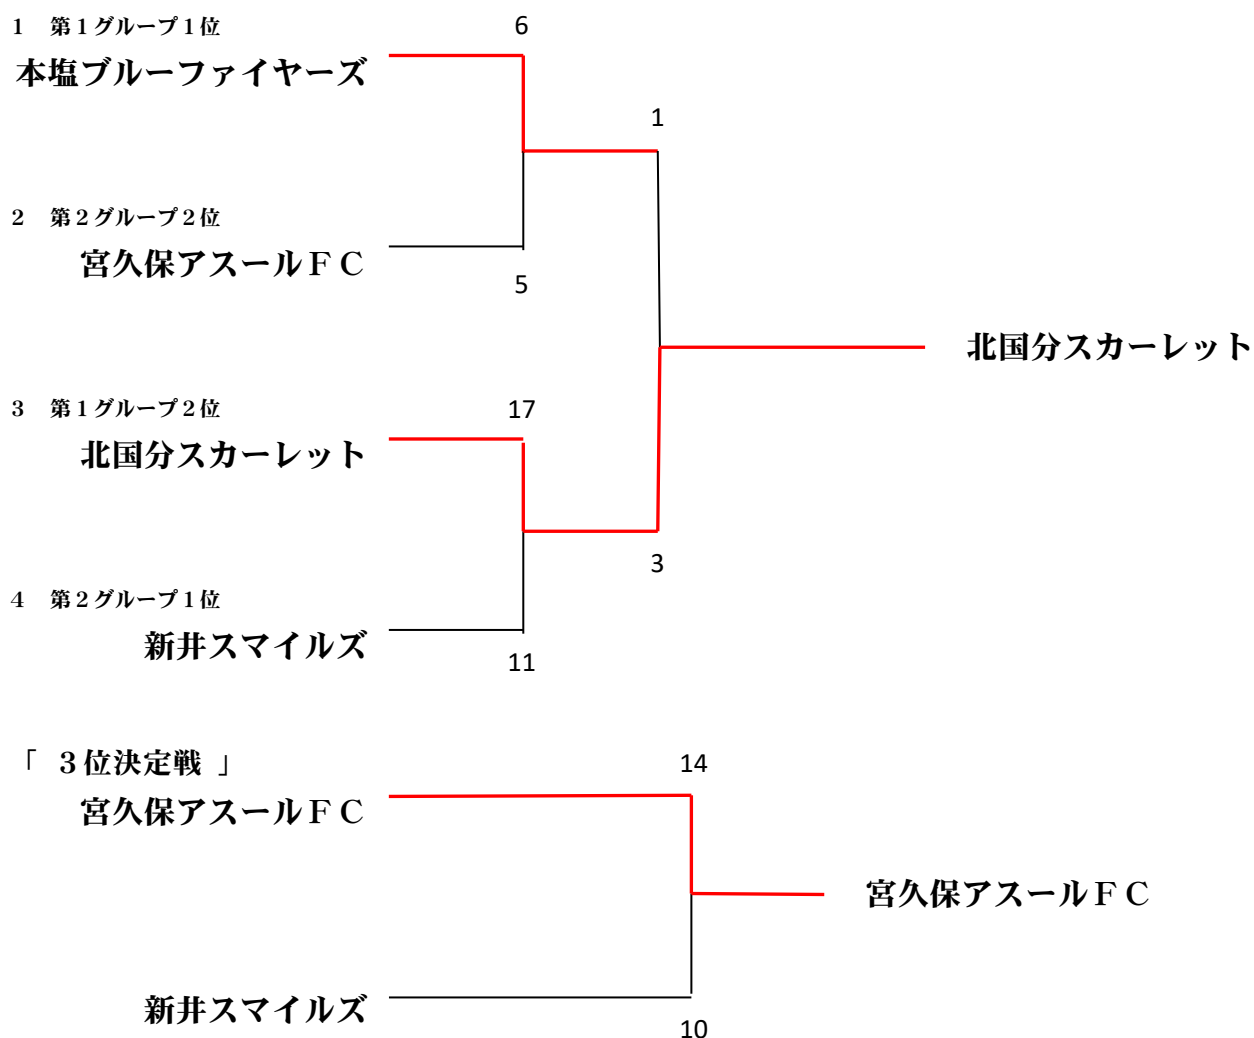 1　第１グループ１位
6
本塩ブルーファイヤーズ
1
2　第２グループ２位
宮久保アスールＦＣ
5
北国分スカーレット
3　第１グループ２位
17
北国分スカーレット
3
4　第２グループ１位
新井スマイルズ
11
「 ３位決定戦 」
14
宮久保アスールＦＣ
宮久保アスールＦＣ
新井スマイルズ
10